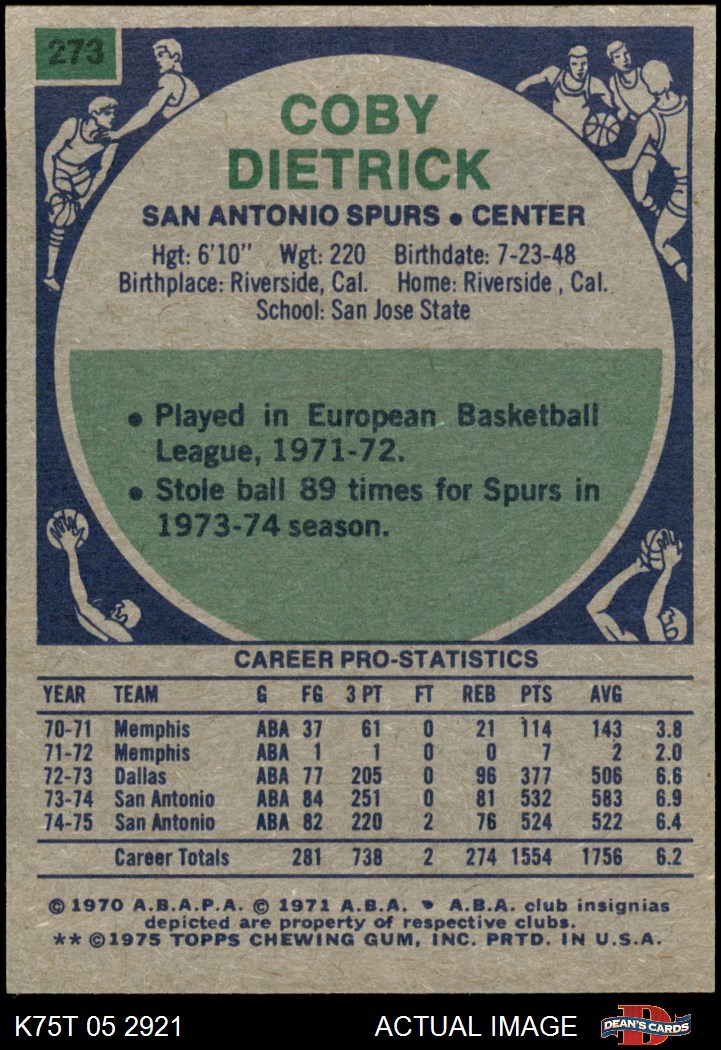 273
COBY
DIETRICK
SAN ANTONIO SPURS • CENTER
Hgt: 6'10" Wgt: 220 Birthdate: 7-23-48
Birthplace: Riverside, Cal. Home: Riverside , Cal.
School: San Jose State
• Played in European Basketball
League, 1971-72.
• Stole ball 89 times for Spurs in
1973-74 season.
CAREER PRO-STATISTICS
YEAR TEAM G FG 3 PT FT REB PTS AVG
70-71 Memphis ABA 37 61 0 21 114 143 3.8
71-72 Memphis ABA 1 1 0 0 7 2 2.0
72-73 Dallas ABA 77 205 0 96 377 506 6.6
73-74 San Antonio ABA 84 251 0 81 532 583 6.9
74-75 San Antonio ABA 82 220 2 76 524 522 6.4
Career Totals 281 738 2 274 1554 1756 6.2
© 1970 A.B.A.P.A. © 1971 A.B.A. • A.B.A. club insignias
depicted are property of respective clubs.
** ©1975 TOPPS CHEWING GUM, INC. PRTD. IN U.S.A.
K75T 05 2921 ACTUAL IMAGE D DEAN'S CARDS